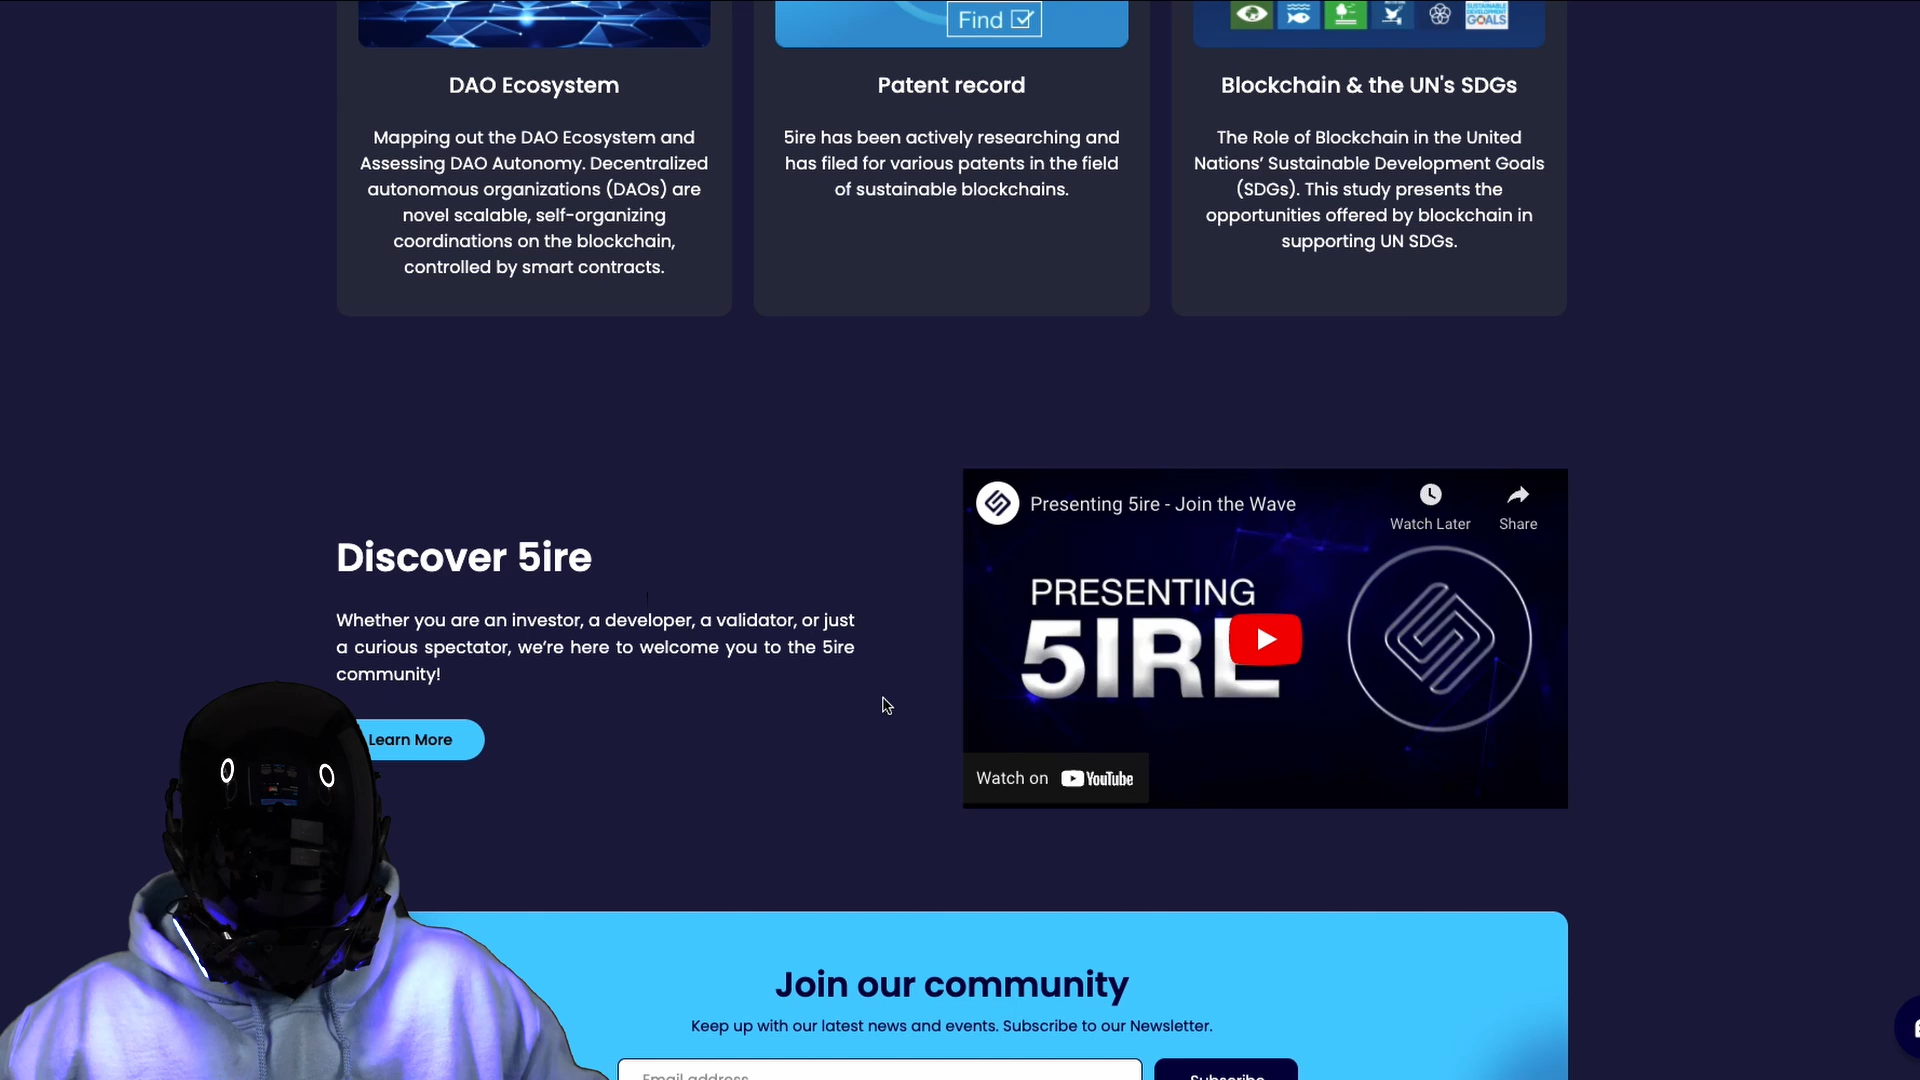 Find
SUSTAINABLE
DEVELOPMENT
GOALS
DAO Ecosystem
Mapping out the DAO Ecosystem and
Assessing DAO Autonomy. Decentralized
autonomous organizations (DAOs) are
novel scalable, self-organizing
coordinations on the blockchain,
controlled by smart contracts.
Patent record
5ire has been actively researching and
has filed for various patents in the field
of sustainable blockchains.
Blockchain & the UN's SDGs
The Role of Blockchain in the United
Nations’ Sustainable Development Goals
(SDGs). This study presents the
opportunities offered by blockchain in
supporting UN SDGs.
Discover 5ire
Whether you are an investor, a developer, a validator, or just
a curious spectator, we’re here to welcome you to the 5ire
community!
Learn More
Presenting 5ire - Join the Wave
Watch Later
Share
PRESENTING
5IRE
Watch on YouTube
Join our community
Keep up with our latest news and events. Subscribe to our Newsletter.
Email address
Subscribe